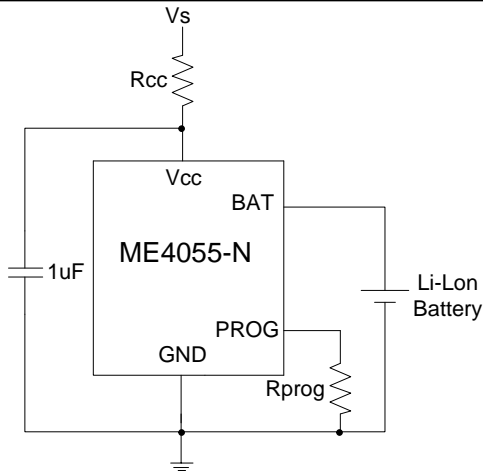 Vs
Rcc
Vcc
BAT
ME4055-N
1uF
Li-Lon
Battery
PROG
GND
Rprog